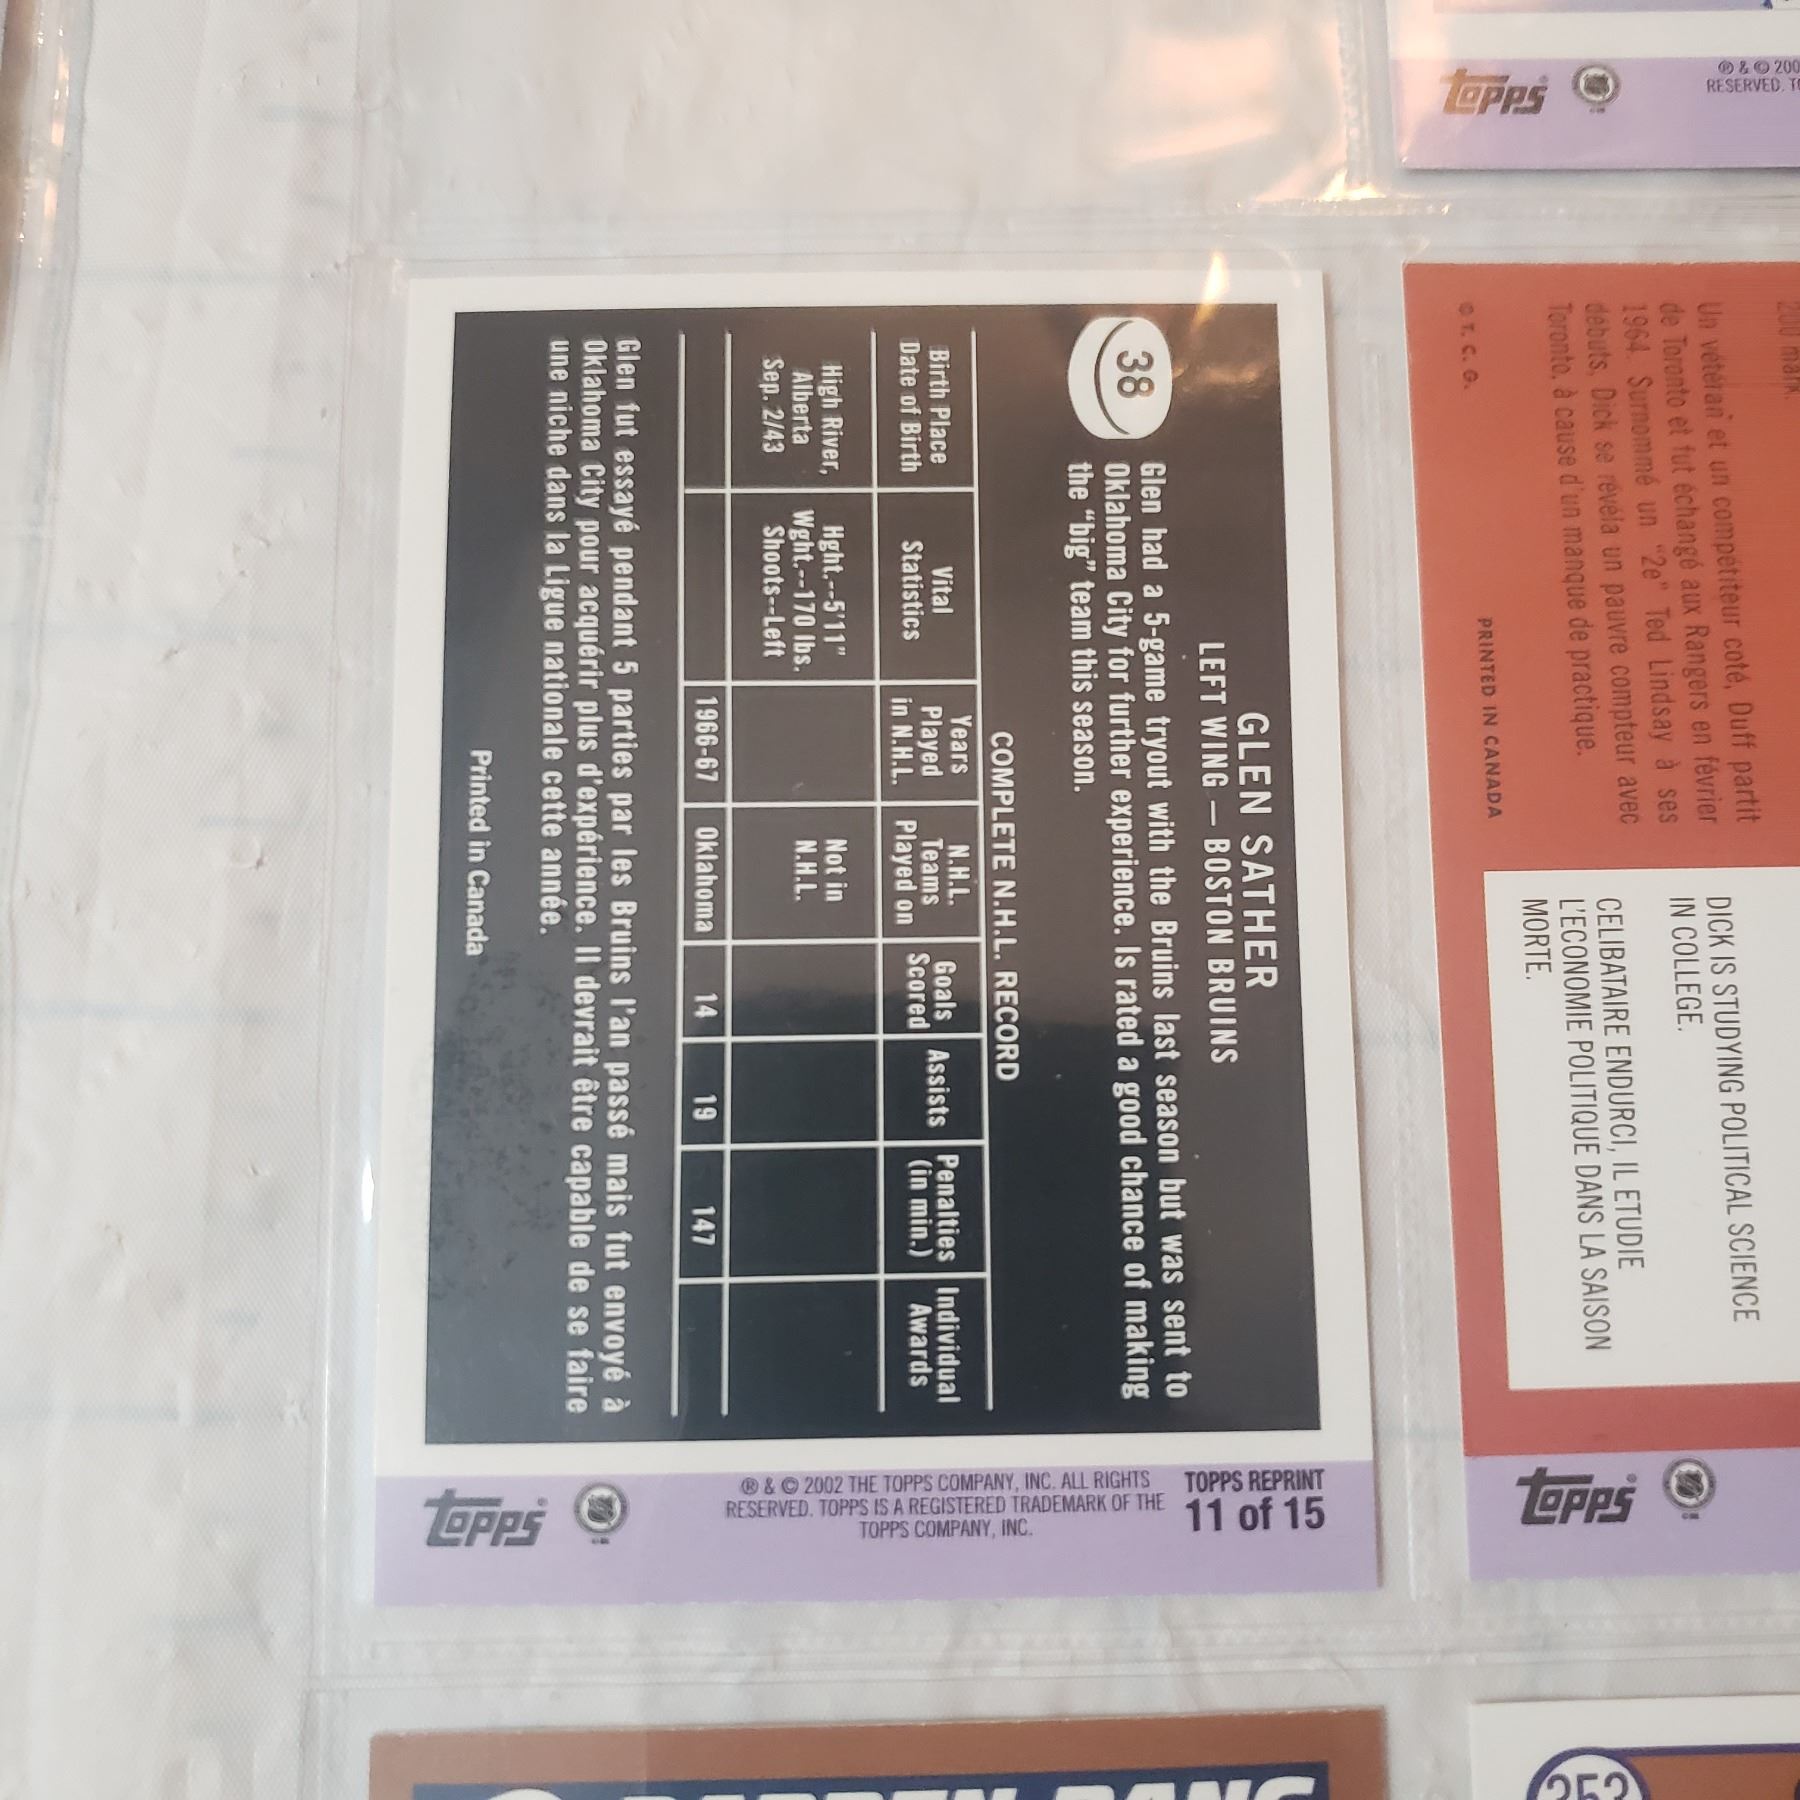 GLEN SATHER
LEFT WING — BOSTON BRUINS
38
Glen had a 5-game tryout with the Bruins last season but was sent to
Oklahoma City for further experience. Is rated a good chance of making
the "big" team this season.
COMPLETE N.H.L. RECORD
Birth Place
Date of Birth
Vital
Statistics
Years
Played
in N.H.L.
N.H.L.
Teams
Played on
Goals
Scored
Assists
Penalties
(in min.)
Individual
Awards
High River,
Alberta
Sep. 2/43
Hght.--5'11"
Wght.--170 lbs.
Shoots--Left
Not in
N.H.L.
1966-67 Oklahoma 14 19 147
Glen fut essayé pendant 5 parties par les Bruins l'an passé mais fut envoyé à
Oklahoma City pour acquérir plus d'expérience. Il devrait être capable de se faire
une niche dans la Ligue nationale cette année.
Printed in Canada
TOPPS REPRINT
11 of 15
® & © 2002 THE TOPPS COMPANY, INC. ALL RIGHTS
RESERVED. TOPPS IS A REGISTERED TRADEMARK OF THE
TOPPS COMPANY, INC.
topps
Un vétéran et un compétiteur coté, Duff partit
de Toronto et fut échangé aux Rangers en février
1964. Surnommé un "2e" Ted Lindsay à ses
débuts, Dick se révéla un pauvre compteur avec
Toronto, à cause d'un manque de practique.
© T. C. G.
PRINTED IN CANADA
DICK IS STUDYING POLITICAL SCIENCE
IN COLLEGE.
CELIBATAIRE ENDURCI, IL ETUDIE
L'ECONOMIE POLITIQUE DANS LA SAISON
MORTE.
topps
® & © 200
RESERVED.
topps